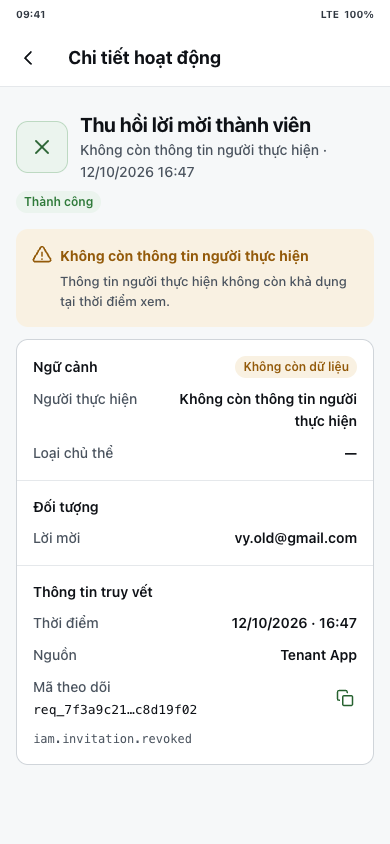 09:41 LTE 100%
Chi tiết hoạt động
Thu hồi lời mời thành viên
Không còn thông tin người thực hiện ·
12/10/2026 16:47
Thành công
Không còn thông tin người thực hiện
Thông tin người thực hiện không còn khả dụng
tại thời điểm xem.
Ngữ cảnh Không còn dữ liệu
Người thực hiện Không còn thông tin người
thực hiện
Loại chủ thể —
Đối tượng
Lời mời vy.old@gmail.com
Thông tin truy vết
Thời điểm 12/10/2026 · 16:47
Nguồn Tenant App
Mã theo dõi
req_7f3a9c21…c8d19f02
iam.invitation.revoked